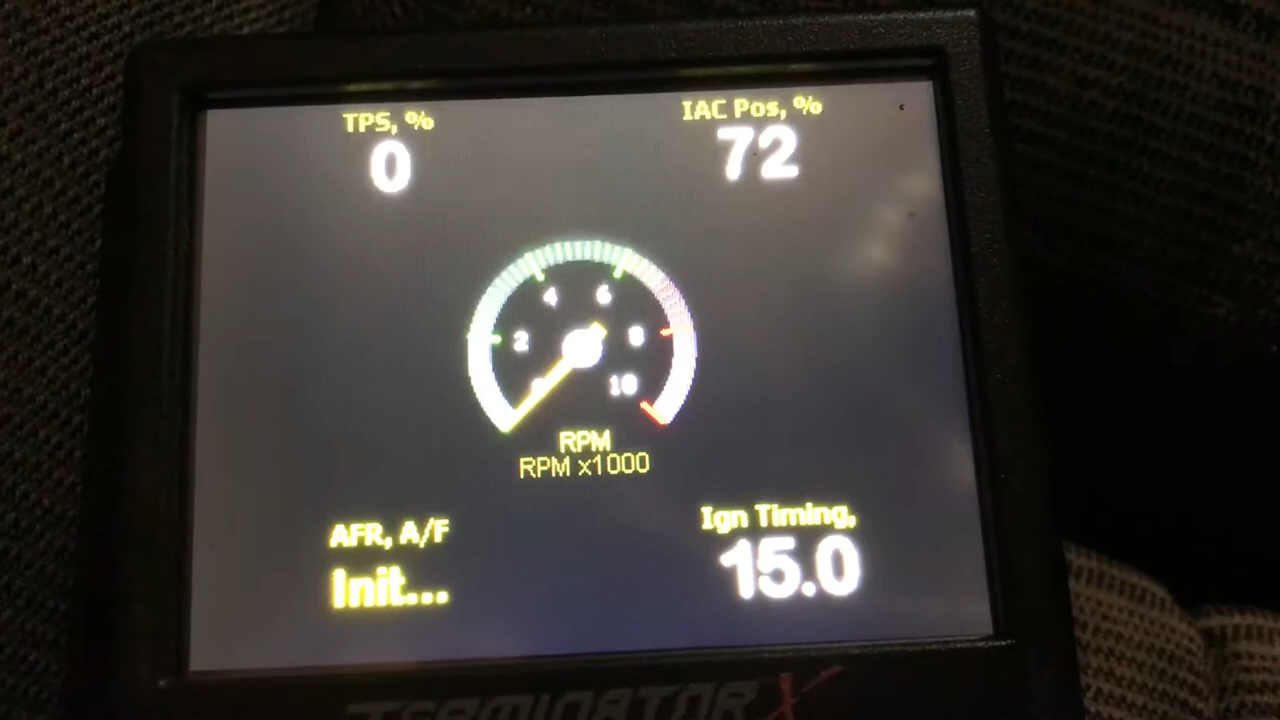 TPS, %
0
IAC Pos, %
72
4
6
2
8
10
RPM
RPM x1000
AFR, A/F
Init...
Ign Timing,
15.0
TERMINATOR X